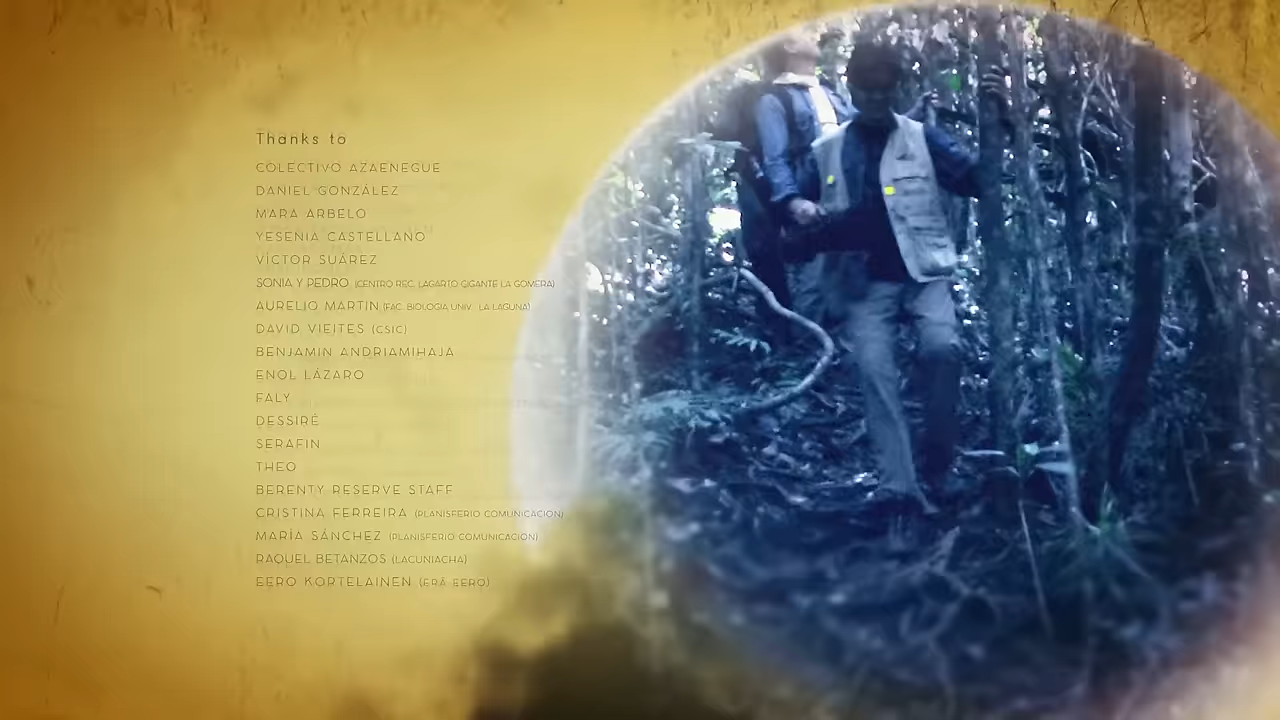 Thanks to
COLECTIVO AZAENEGUE
DANIEL GONZÁLEZ
MARA ARBELO
YESENIA CASTELLANO
VÍCTOR SUÁREZ
SONIA Y PEDRO (CENTRO REC. LAGARTO GIGANTE LA GOMERA)
AURELIO MARTIN (FAC. BIOLOGIA UNIV. LA LAGUNA)
DAVID VIEITES (CSIC)
BENJAMIN ANDRIAMIHAJA
ENOL LÁZARO
FALY
DESSIRÉ
SERAFIN
THEO
BERENTY RESERVE STAFF
CRISTINA FERREIRA (PLANISFERIO COMUNICACION)
MARÍA SÁNCHEZ (PLANISFERIO COMUNICACION)
RAQUEL BETANZOS (LACUNIACHA)
EERO KORTELAINEN (ERÄ EERO)